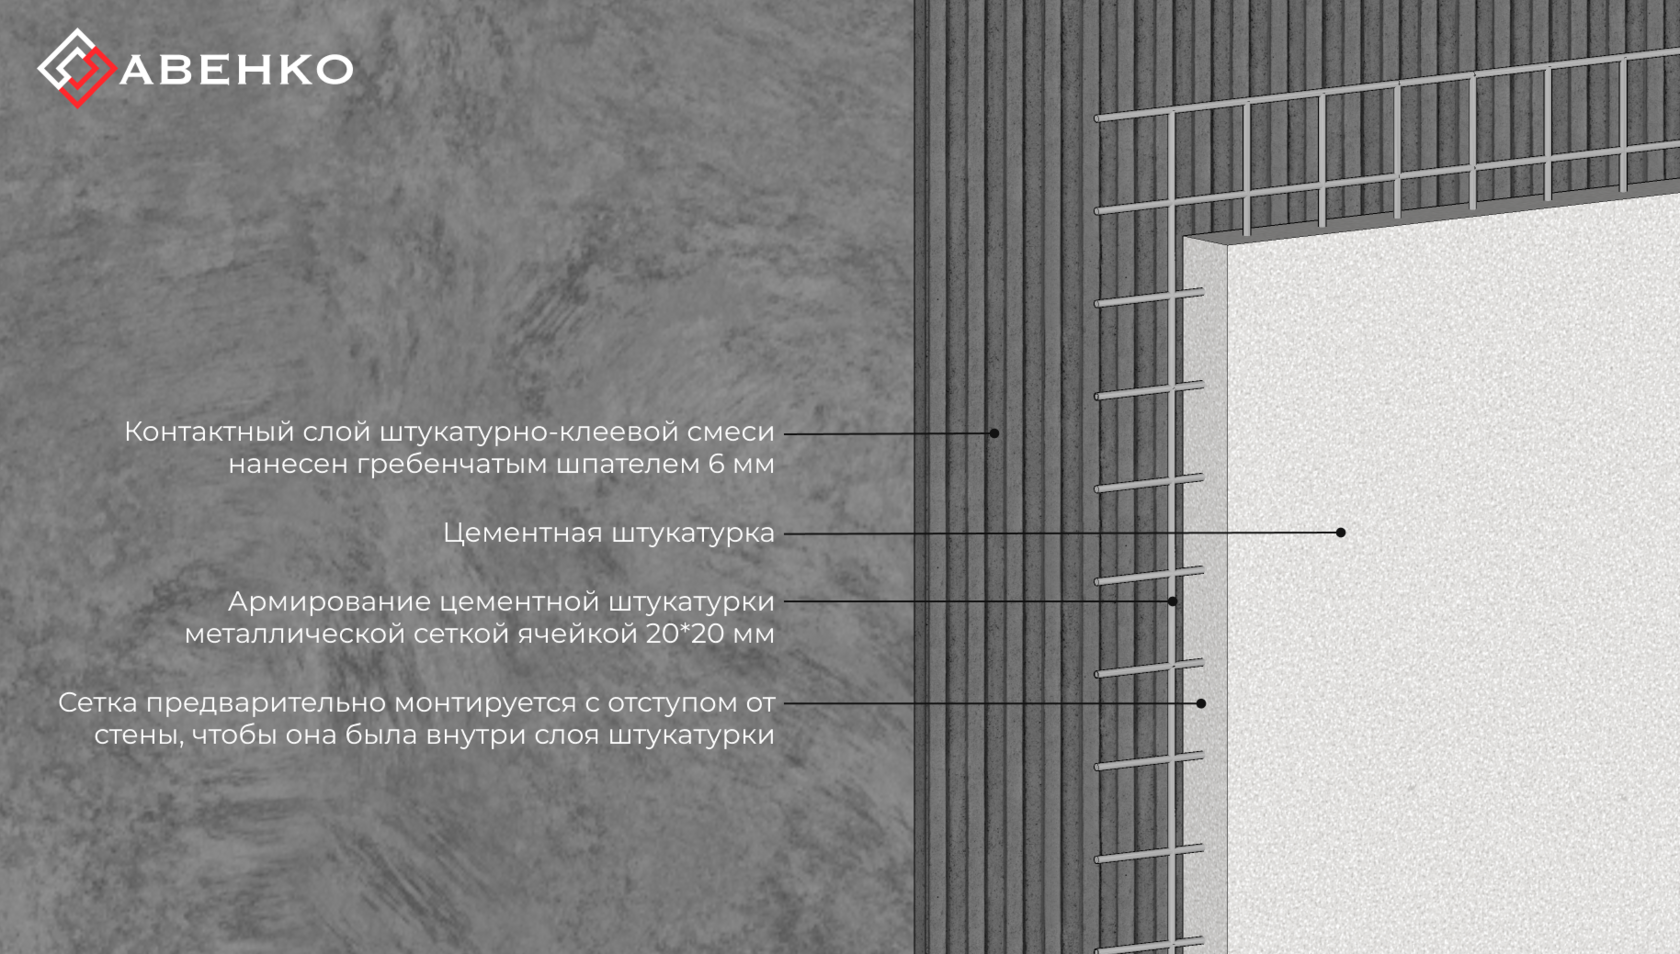 АВЕНКО
Контактный слой штукатурно-клеевой смеси
нанесен гребенчатым шпателем 6 мм
Цементная штукатурка
Армирование цементной штукатурки
металлической сеткой ячейкой 20*20 мм
Сетка предварительно монтируется с отступом от
стены, чтобы она была внутри слоя штукатурки